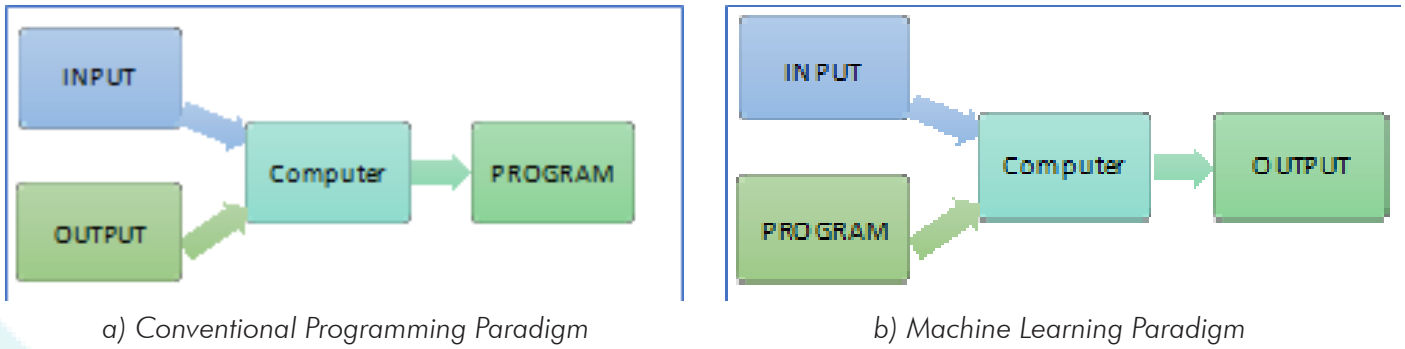 INPUT
OUTPUT
Computer
PROGRAM
a) Conventional Programming Paradigm
INPUT
PROGRAM
Computer
OUTPUT
b) Machine Learning Paradigm